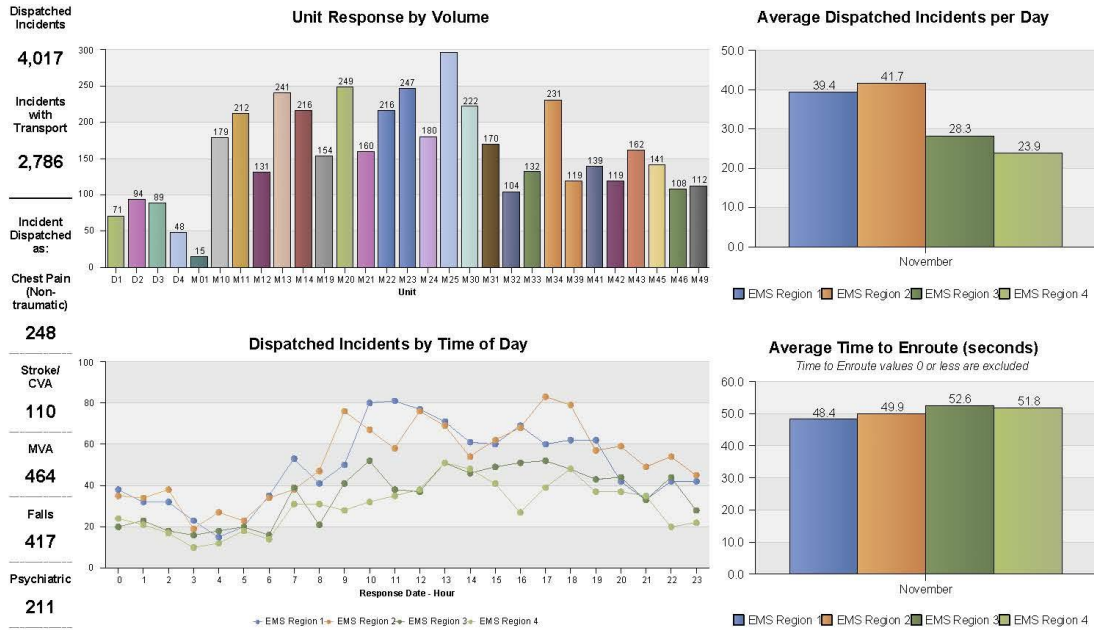 Dispatched
Incidents
4,017
Incidents
with
Transport
2,786
Incident
Dispatched
as:
Chest Pain
(Non-
traumatic)
248
Stroke/
CVA
110
MVA
464
Falls
417
Psychiatric
211
Unit Response by Volume
300
250
200
150
100
50
0
71 94 89 48 15 179 212 131 241 216 154 249 160 216 247 180 222 170 104 132 231 119 139 119 162 141 108 112
D1 D2 D3 D4 M01 M10 M11 M12 M13 M14 M19 M20 M21 M22 M23 M24 M25 M30 M31 M32 M33 M34 M39 M41 M42 M43 M45 M46 M49
Unit
Average Dispatched Incidents per Day
50.0
40.0
30.0
20.0
10.0
0.0
39.4 41.7 28.3 23.9
November
EMS Region 1 EMS Region 2 EMS Region 3 EMS Region 4
Dispatched Incidents by Time of Day
100
80
60
40
20
0
0 1 2 3 4 5 6 7 8 9 10 11 12 13 14 15 16 17 18 19 20 21 22 23
Response Date - Hour
EMS Region 1 EMS Region 2 EMS Region 3 EMS Region 4
Average Time to Enroute (seconds)
Time to Enroute values 0 or less are excluded
60.0
50.0
40.0
30.0
20.0
10.0
0.0
48.4 49.9 52.6 51.8
November
EMS Region 1 EMS Region 2 EMS Region 3 EMS Region 4